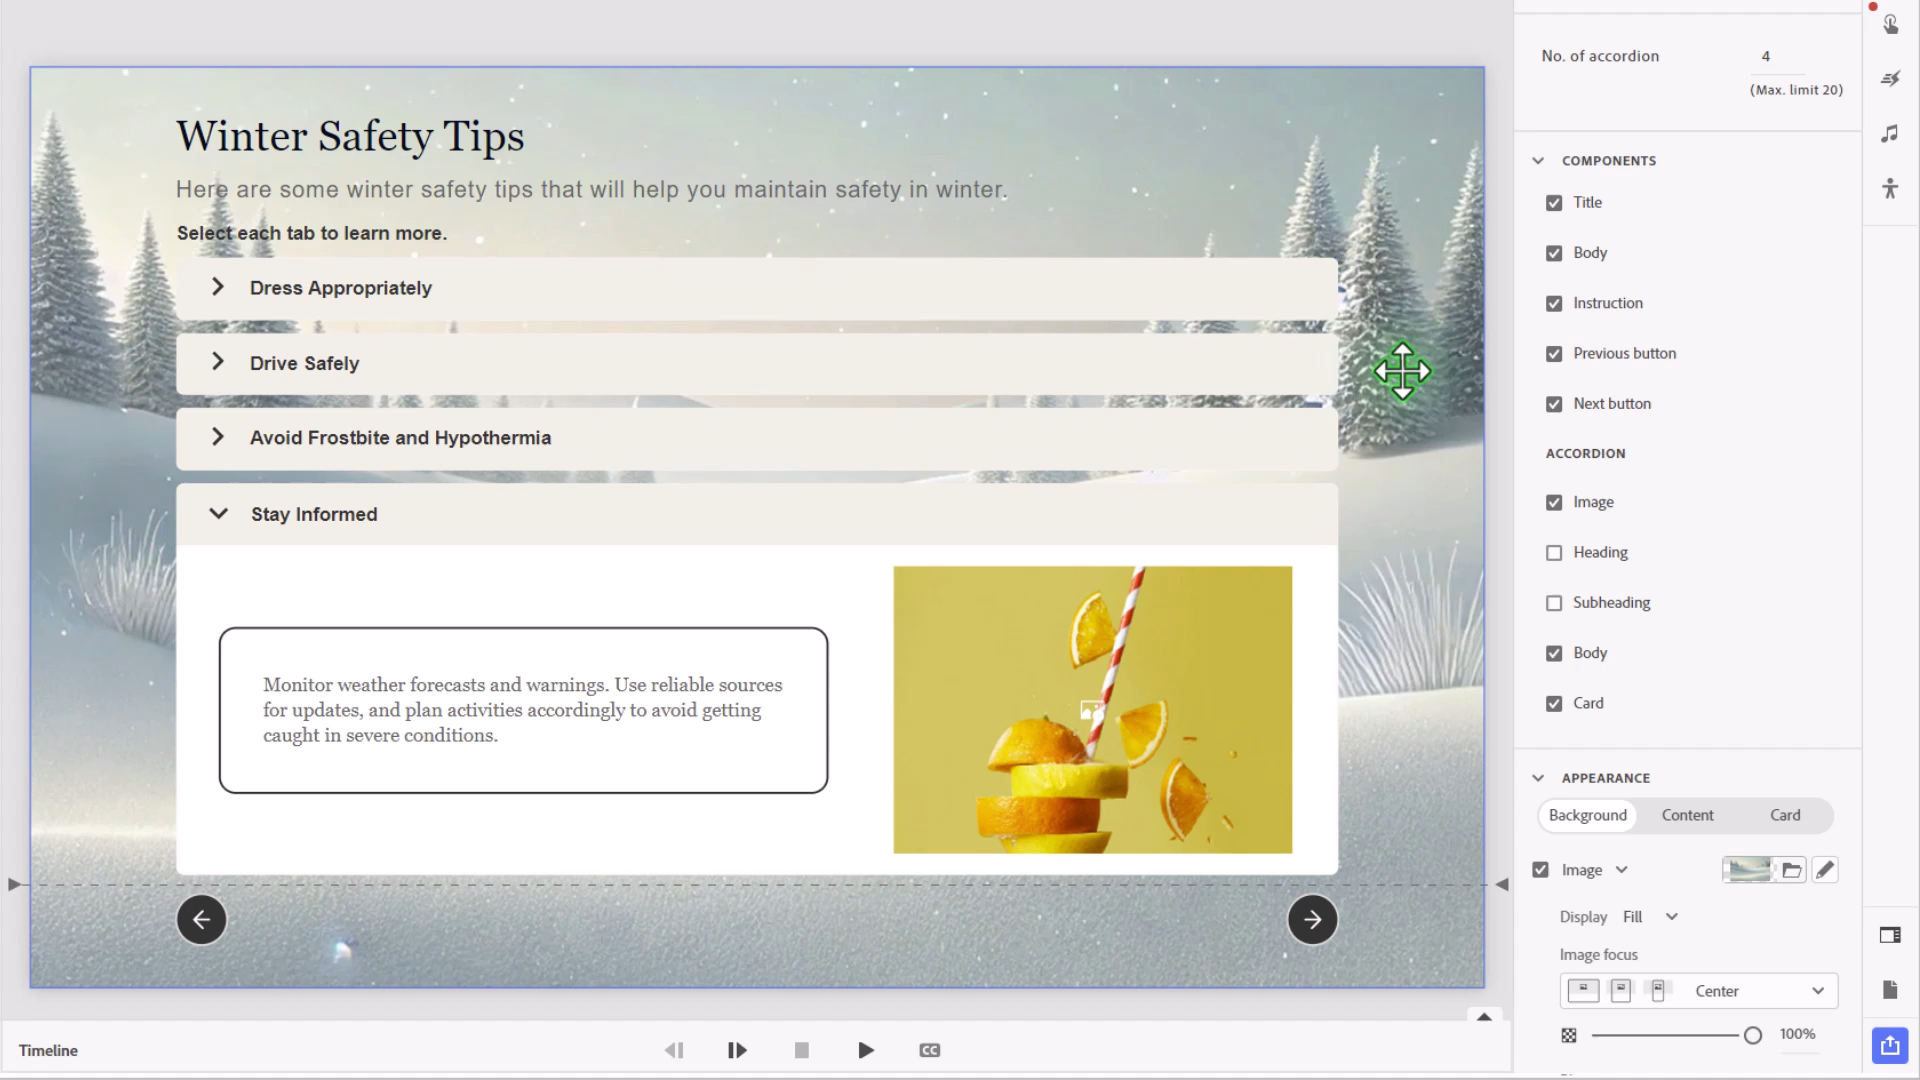 Winter Safety Tips
Here are some winter safety tips that will help you maintain safety in winter.
Select each tab to learn more.
Dress Appropriately
Drive Safely
Avoid Frostbite and Hypothermia
Stay Informed
Monitor weather forecasts and warnings. Use reliable sources
for updates, and plan activities accordingly to avoid getting
caught in severe conditions.
Timeline
CC
No. of accordion 4
(Max. limit 20)
COMPONENTS
Title
Body
Instruction
Previous button
Next button
ACCORDION
Image
Heading
Subheading
Body
Card
APPEARANCE
Background Content Card
Image
Display Fill
Image focus
Center
100%